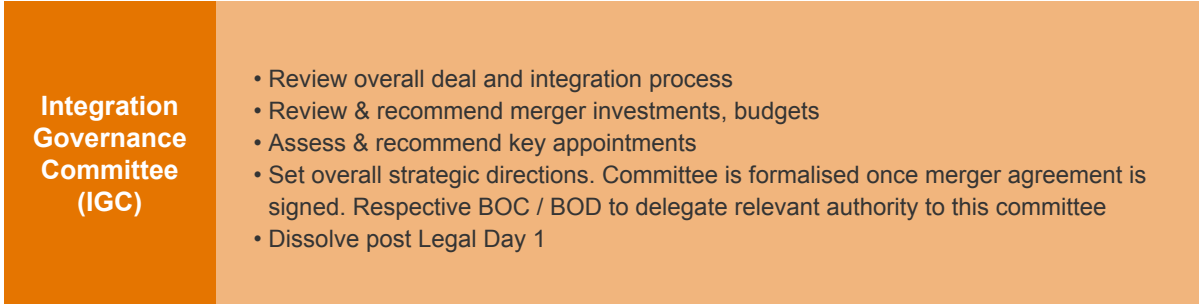 Integration
Governance
Committee
(IGC)
• Review overall deal and integration process
• Review & recommend merger investments, budgets
• Assess & recommend key appointments
• Set overall strategic directions. Committee is formalised once merger agreement is
signed. Respective BOC / BOD to delegate relevant authority to this committee
• Dissolve post Legal Day 1